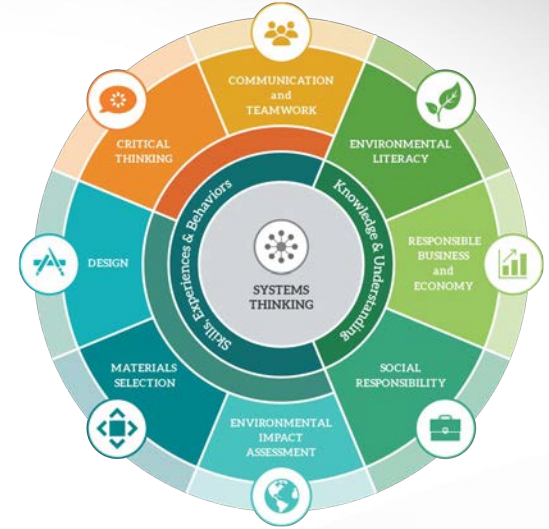 COMMUNICATION
and
TEAMWORK
ENVIRONMENTAL
LITERACY
RESPONSIBLE
BUSINESS
and
ECONOMY
SOCIAL
RESPONSIBILITY
ENVIRONMENTAL
IMPACT
ASSESSMENT
MATERIALS
SELECTION
DESIGN
CRITICAL
THINKING
Skills, Experiences & Behaviors
Knowledge & Understanding
SYSTEMS
THINKING